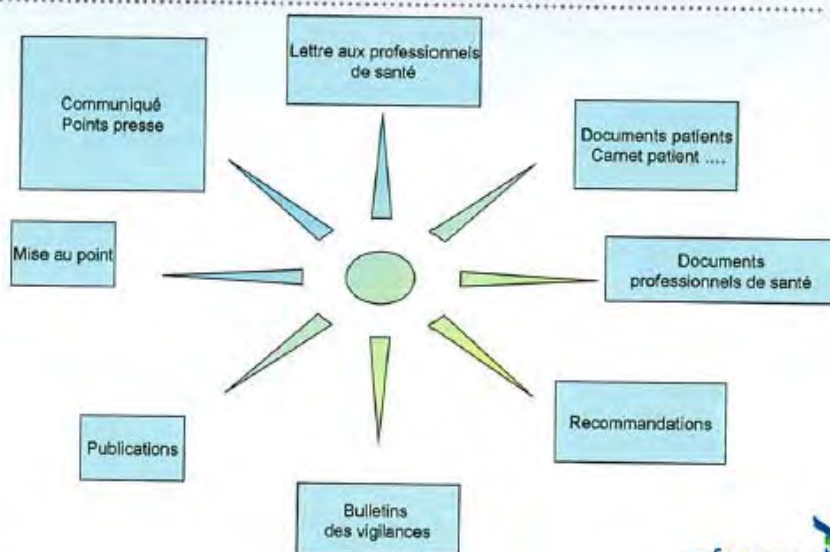 Lettre aux professionnels
de santé
Communiqué
Points presse
Documents patients
Carnet patient ....
Mise au point
Documents
professionnels de santé
Publications
Recommandations
Bulletins
des vigilances